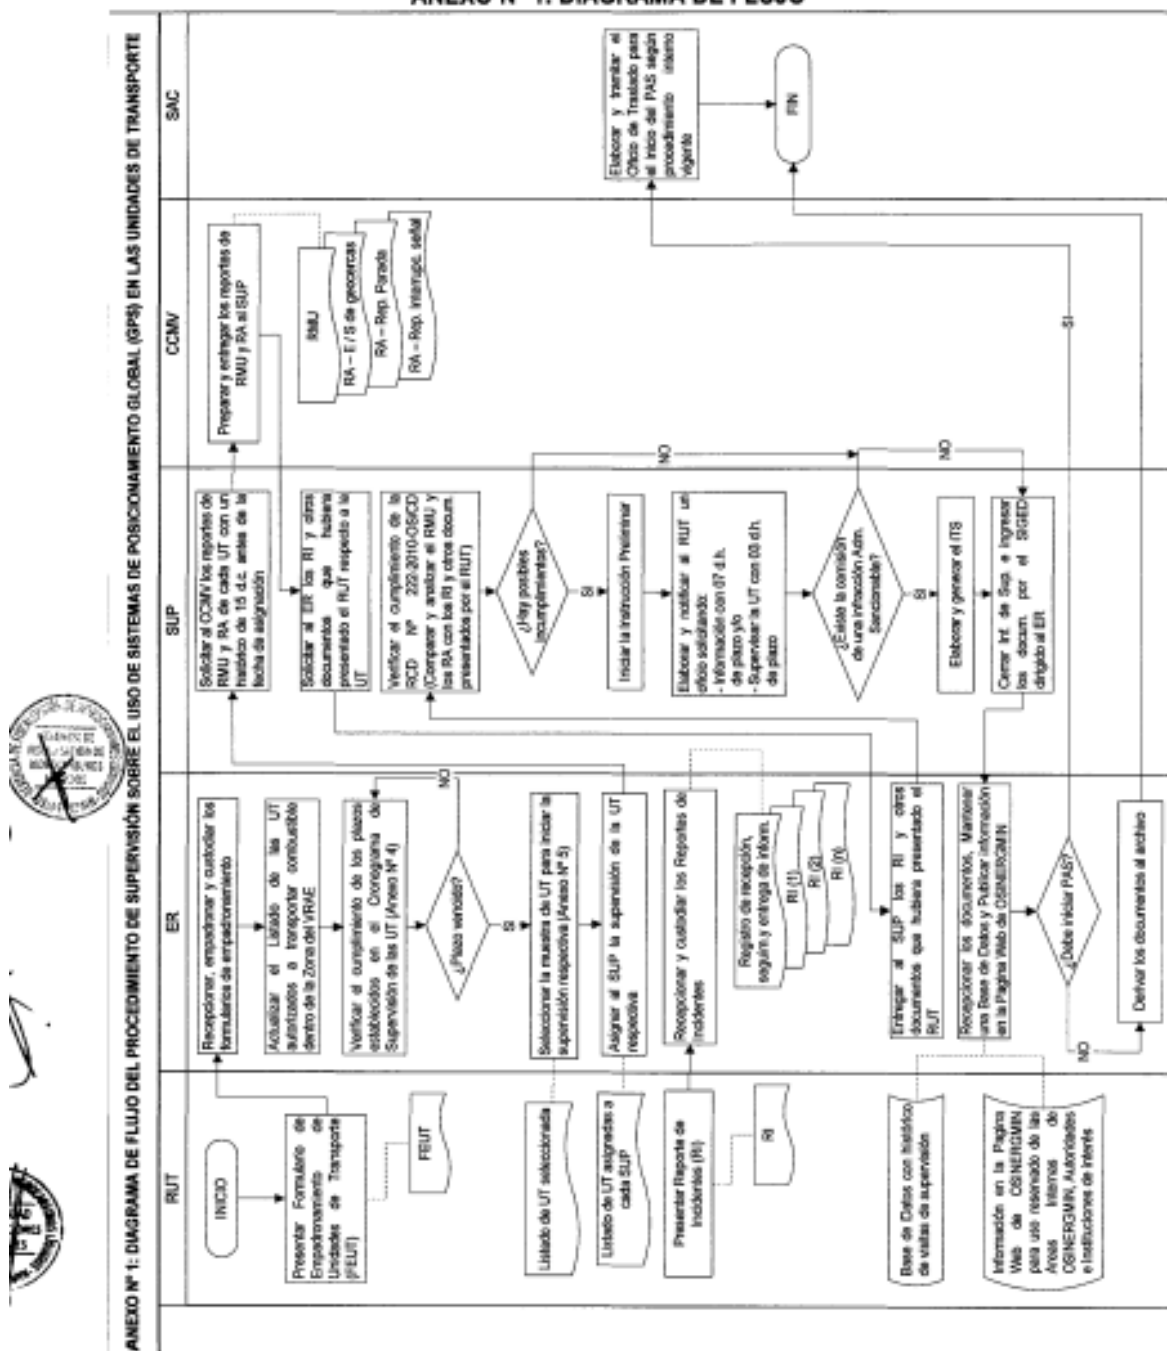 ANEXO N° 1: DIAGRAMA DE FLUJO
ANEXO Nº 1: DIAGRAMA DE FLUJO DEL PROCEDIMIENTO DE SUPERVISIÓN SOBRE EL USO DE SISTEMAS DE POSICIONAMIENTO GLOBAL (GPS) EN LAS UNIDADES DE TRANSPORTE
RUT
INICIO
Presentar Formulario de
Empadronamiento de
Unidades de Transporte
(FEUT)
FEUT
Listado de UT seleccionada
Listado de UT asignadas a
cada SUP
Presentar Reporte de
Incidentes (RI)
RI
Base de Datos con histórico
de visitas de supervisión
Información en la Pagina
Web de OSINERGMIN
para uso reservado de las
Areas Internas de
OSINERGMIN, Autoridades
e Instituciones de interés
ER
Recepcionar, empadronar y custodiar los
formularios de empadronamiento
Actualizar el Listado de las UT
autorizados a transportar combustible
dentro de la Zona del VRAE
Verificar el cumplimiento de los plazos
establecidos en el Cronograma de
Supervisión de las UT (Anexo Nº 4)
¿Plazo vencido?
NO
SI
Seleccionar la muestra de UT para iniciar la
supervisión respectiva (Anexo Nº 5)
Asignar al SUP la supervisión de la UT
respectiva
Recepcionar y custodiar los Reportes de
Incidentes
Registro de recepción,
seguim.y entrega de inform.
RI (1)
RI (2)
RI (n)
Entregar al SUP los RI y otros
documentos que hubiera presentado el
RUT
Recepcionar los documentos, Mantener
una Base de Datos y Publicar información
en la Pagina Web de OSINERGMIN
¿Debe iniciar PAS?
NO
SI
Derivar los documentos al archivo
SUP
Solicitar al CCMV los reportes de
RMU y RA de cada UT con un
histórico de 15 d.c. antes de la
fecha de asignación
Solicitar al ER los RI y otros
documentos que hubiera
presentado el RUT respecto a la
UT
Verificar el cumplimiento de la
RCD Nº 222-2010-OS/CD
(Comparar y analizar el RMU y
los RA con los RI y otros docum.
presentados por el RUT)
¿Hay posibles
incumplimientos?
NO
SI
Iniciar la Instrucción Preliminar
Elaborar y notificar al RUT un
oficio solicitando:
- Información con 07 d.h.
de plazo y/o
- Supervisar la UT con 03 d.h.
de plazo
¿Existe la comisión
de una infracción Adm.
Sancionable?
NO
SI
Elaborar y generar el ITS
Cerrar Inf. de Sup. e ingresar
los docum. por el SIGED
dirigido al ER
CCMV
Preparar y entregar los reportes de
RMU y RA al SUP
RMU
RA – E / S de geocercas
RA – Rep. Parada
RA – Rep. Interrupc. señal
SAC
Elaborar y tramitar el
Oficio de Traslado para
el inicio del PAS según
procedimiento interno
vigente
FIN